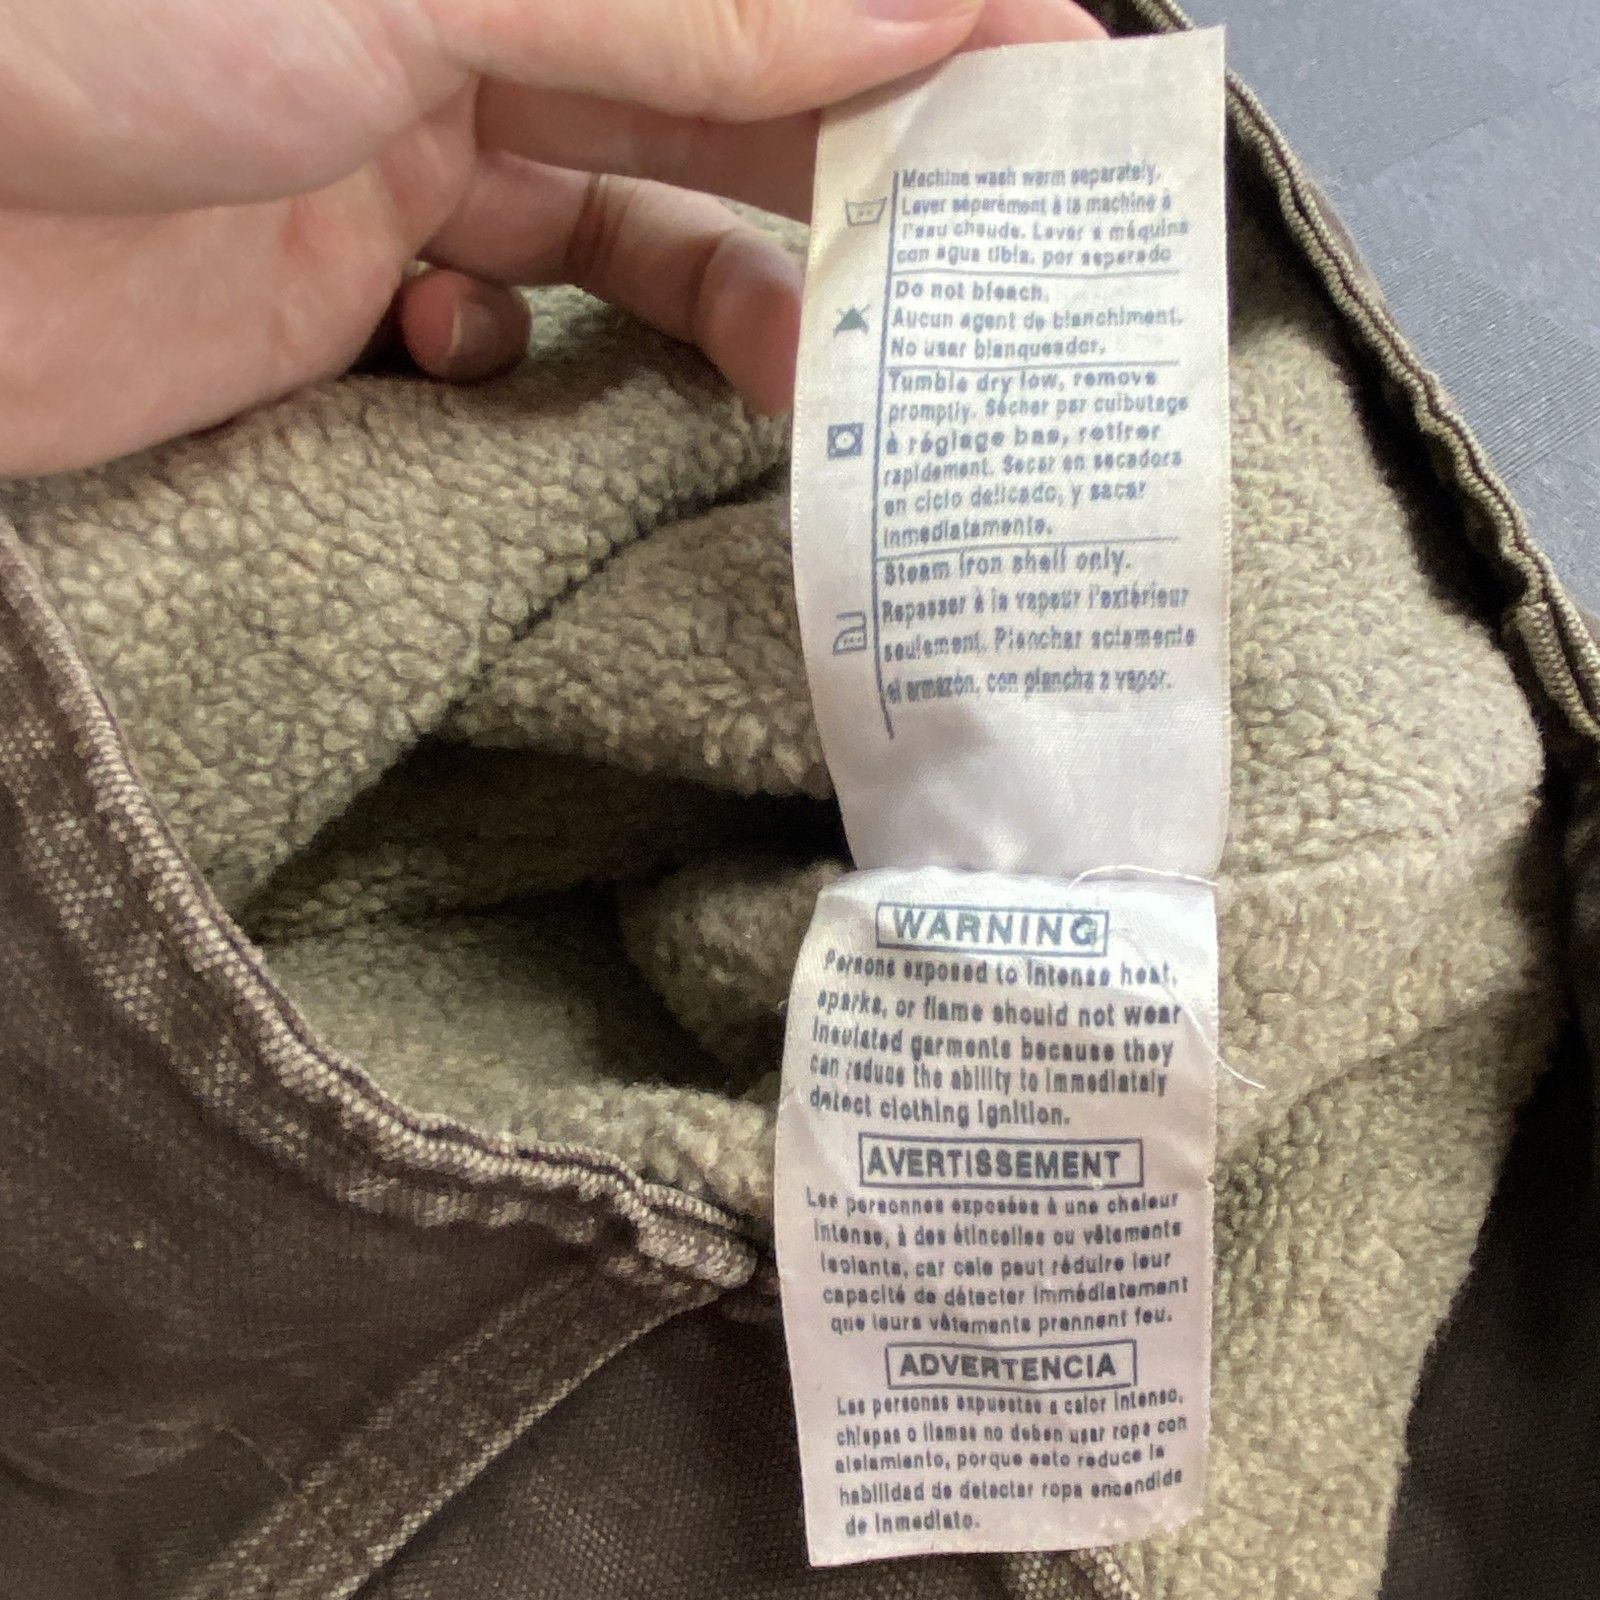 Machine wash warm separately.
Laver séparément à la machine à
l'eau chaude. Lavar a máquina
con agua tibia, por separado
Do not bleach.
Aucun agent de blanchiment.
No usar blanqueador.
Tumble dry low, remove
promptly. Sécher par culbutage
à réglage bas, retirer
rapidement. Secar en secadora
en ciclo delicado, y sacar
inmediatamente.
Steam iron shell only.
Repasser à la vapeur l'extérieur
seulement. Planchar solamente
el armazón, con plancha a vapor.
WARNING
Persons exposed to intense heat,
sparks, or flame should not wear
insulated garments because they
can reduce the ability to immediately
detect clothing ignition.
AVERTISSEMENT
Les personnes exposées à une chaleur
intense, à des étincelles ou vêtements
isolants, car cela peut réduire leur
capacité de détecter immédiatement
que leurs vêtements prennent feu.
ADVERTENCIA
Las personas expuestas a calor intenso,
chispas o llamas no deben usar ropa con
aislamiento, porque esto reduce la
habilidad de detectar ropa encendida
de inmediato.